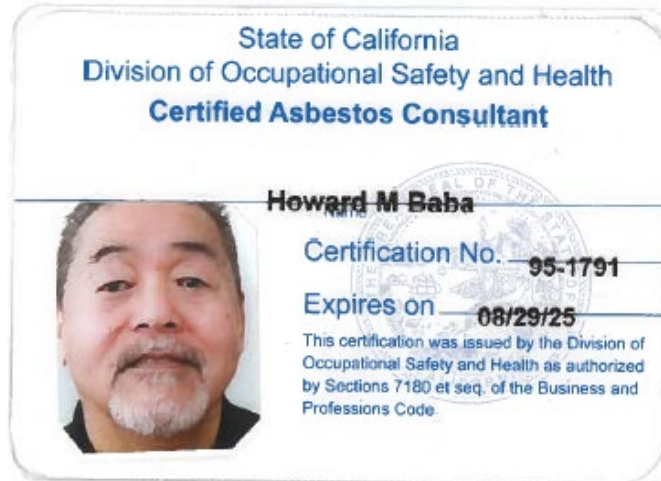 State of California
Division of Occupational Safety and Health
Certified Asbestos Consultant
Howard M Baba
Name
Certification No. 95-1791
Expires on 08/29/25
This certification was issued by the Division of
Occupational Safety and Health as authorized
by Sections 7180 et seq. of the Business and
Professions Code.